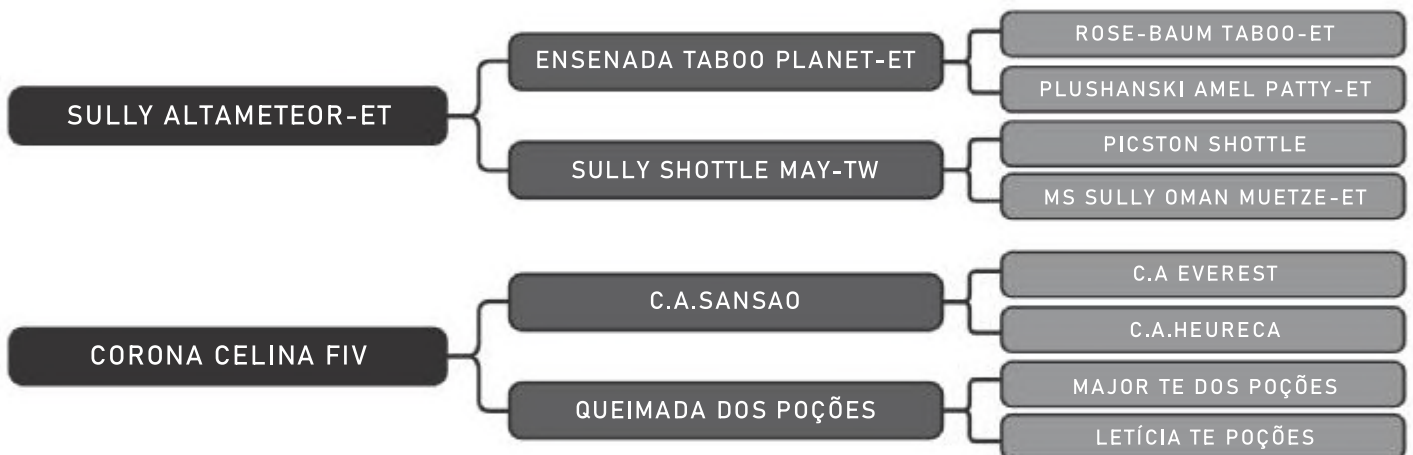 SULLY ALTAMETEOR-ET
ENSENADA TABOO PLANET-ET
ROSE-BAUM TABOO-ET
PLUSHANSKI AMEL PATTY-ET
SULLY SHOTTLE MAY-TW
PICSTON SHOTTLE
MS SULLY OMAN MUETZE-ET
CORONA CELINA FIV
C.A.SANSAO
C.A EVEREST
C.A.HEURECA
QUEIMADA DOS POÇÕES
MAJOR TE DOS POÇÕES
LETÍCIA TE POÇÕES